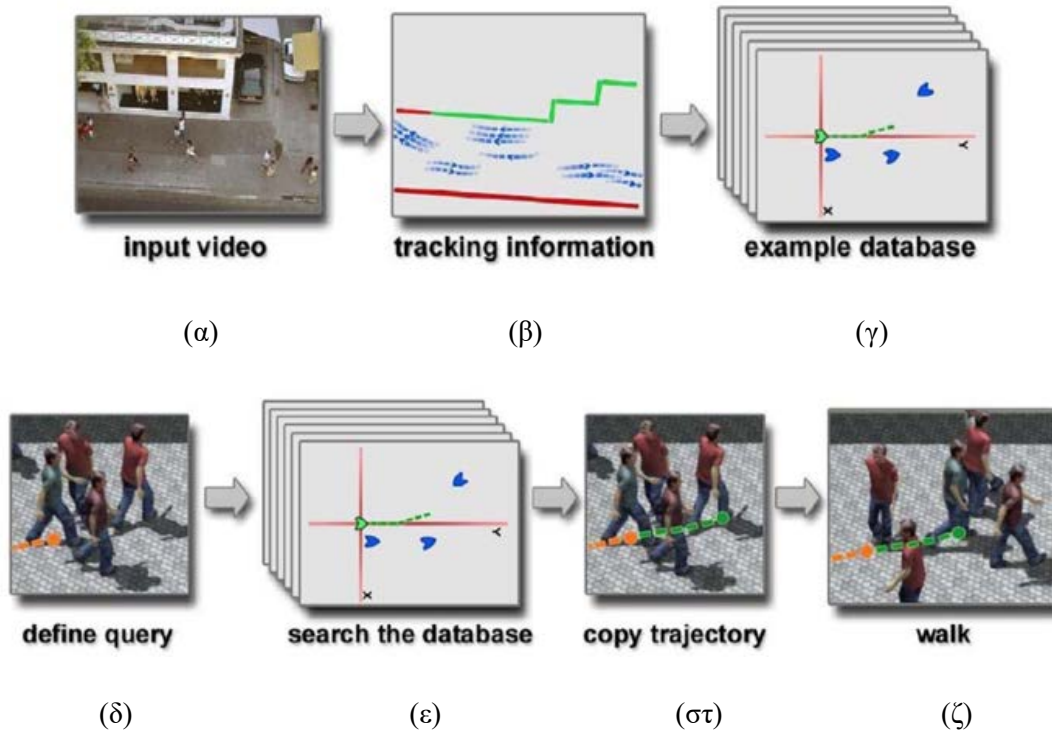 input video
tracking information
example database
Y
X
(α)
(β)
(γ)
define query
search the database
copy trajectory
walk
Y
X
(δ)
(ε)
(στ)
(ζ)